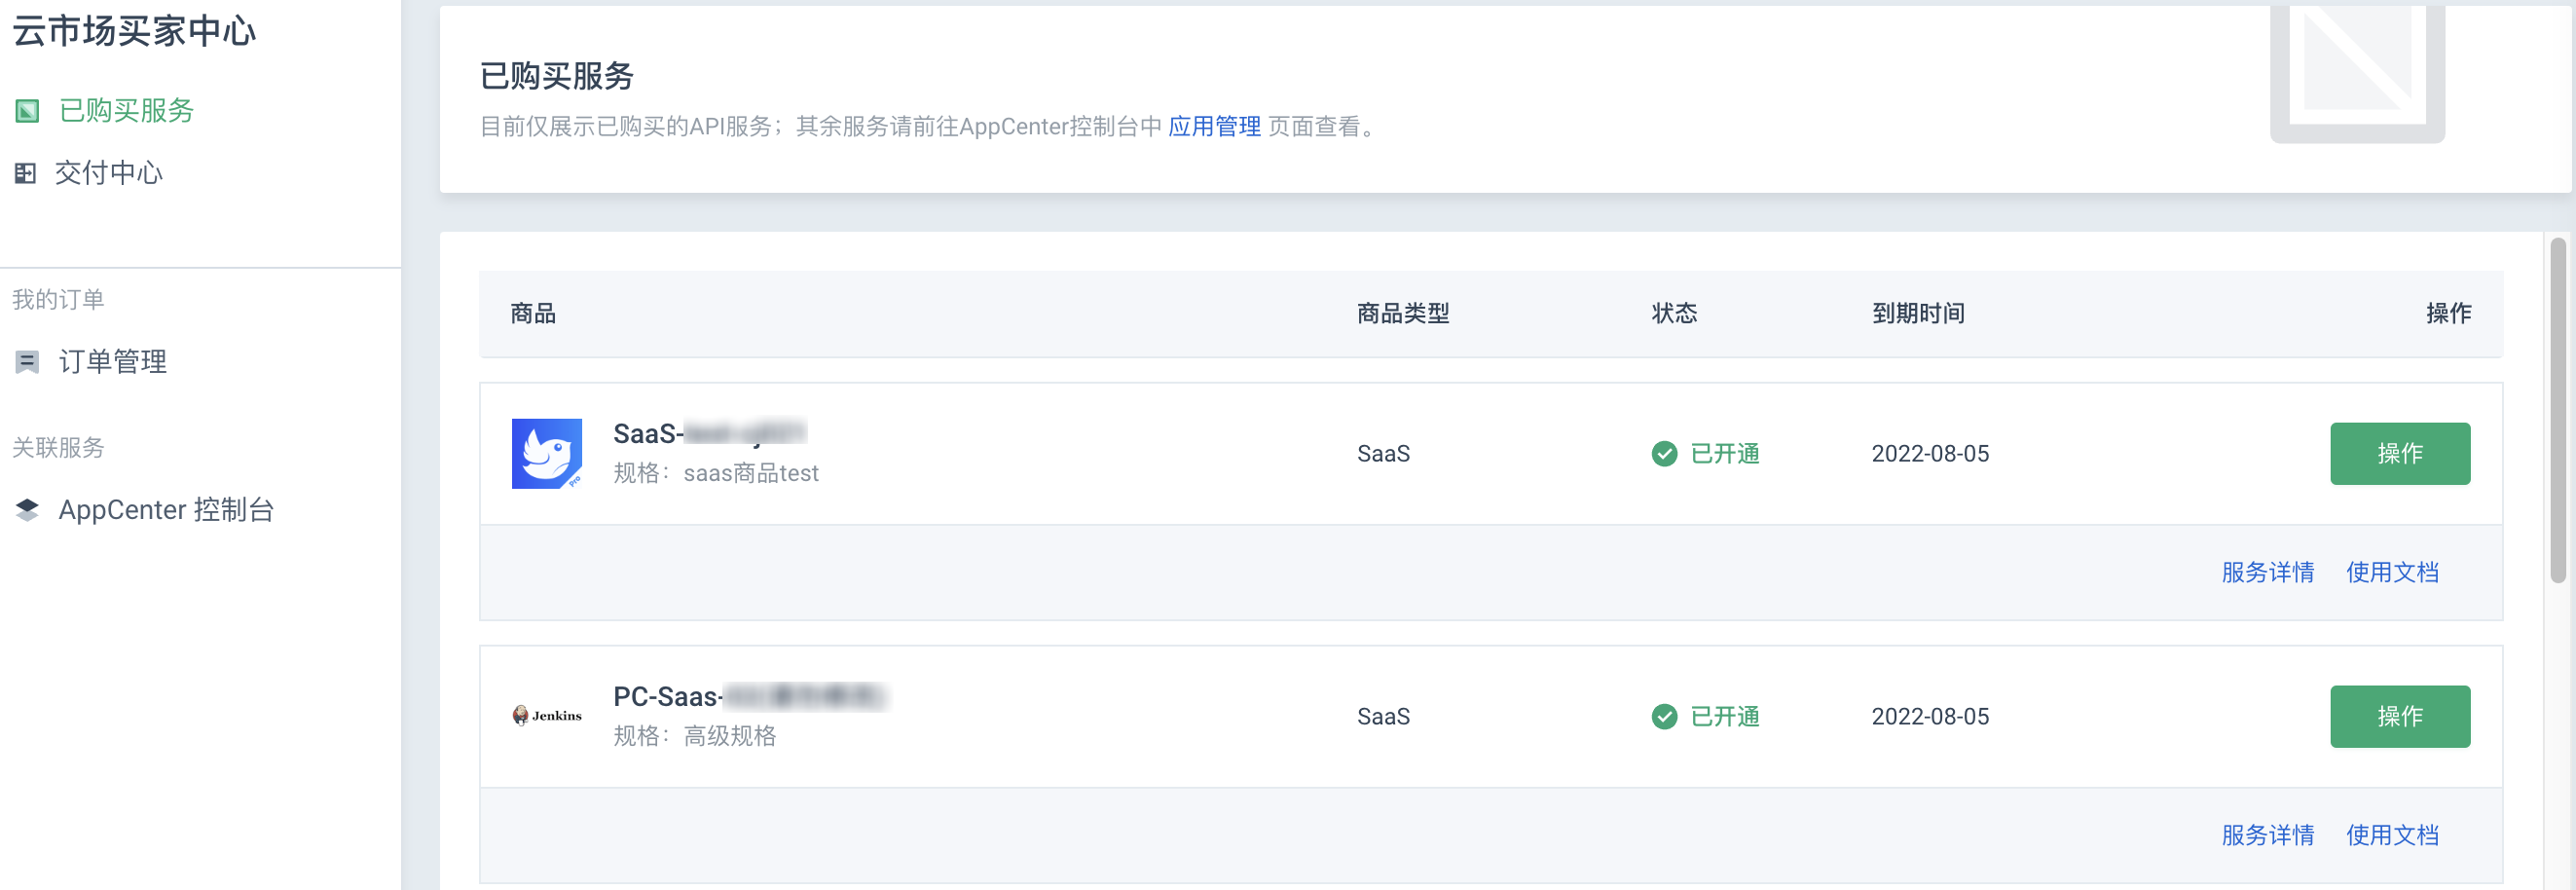 云市场买家中心
已购买服务
交付中心
我的订单
订单管理
关联服务
AppCenter 控制台
已购买服务
目前仅展示已购买的API服务；其余服务请前往AppCenter控制台中 应用管理 页面查看。
商品 商品类型 状态 到期时间 操作
SaaS-
规格：saas商品test
Pro
SaaS 已开通 2022-08-05 操作
服务详情 使用文档
Jenkins
PC-Saas-
规格：高级规格
SaaS 已开通 2022-08-05 操作
服务详情 使用文档